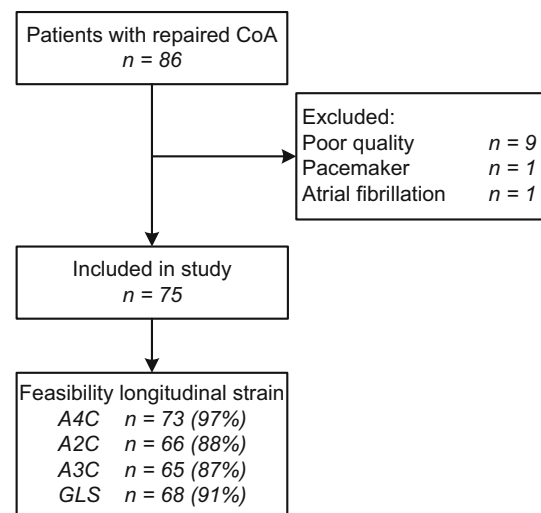 Patients with repaired CoA
n = 86
Excluded:
Poor quality n = 9
Pacemaker n = 1
Atrial fibrillation n = 1
Included in study
n = 75
Feasibility longitudinal strain
A4C n = 73 (97%)
A2C n = 66 (88%)
A3C n = 65 (87%)
GLS n = 68 (91%)